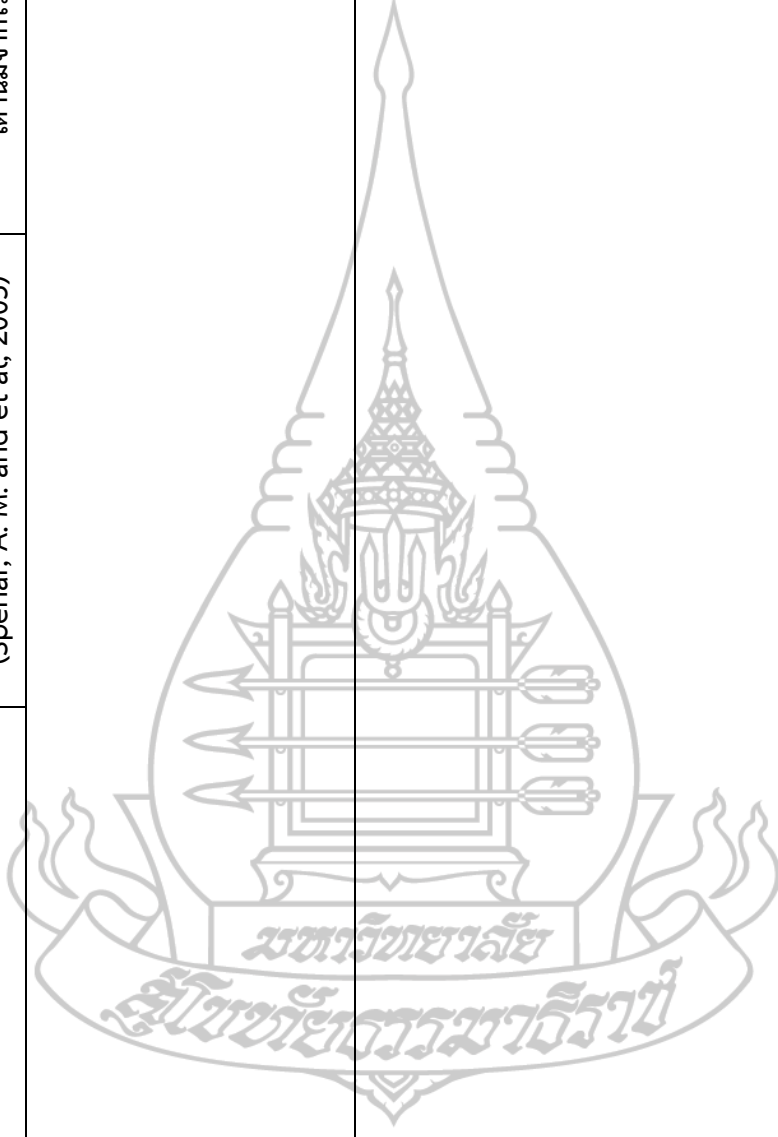 (Spehar, A. M. and et al, 2005)
มหาวิทยาลัย
สุโขทัยธรรมาธิราช